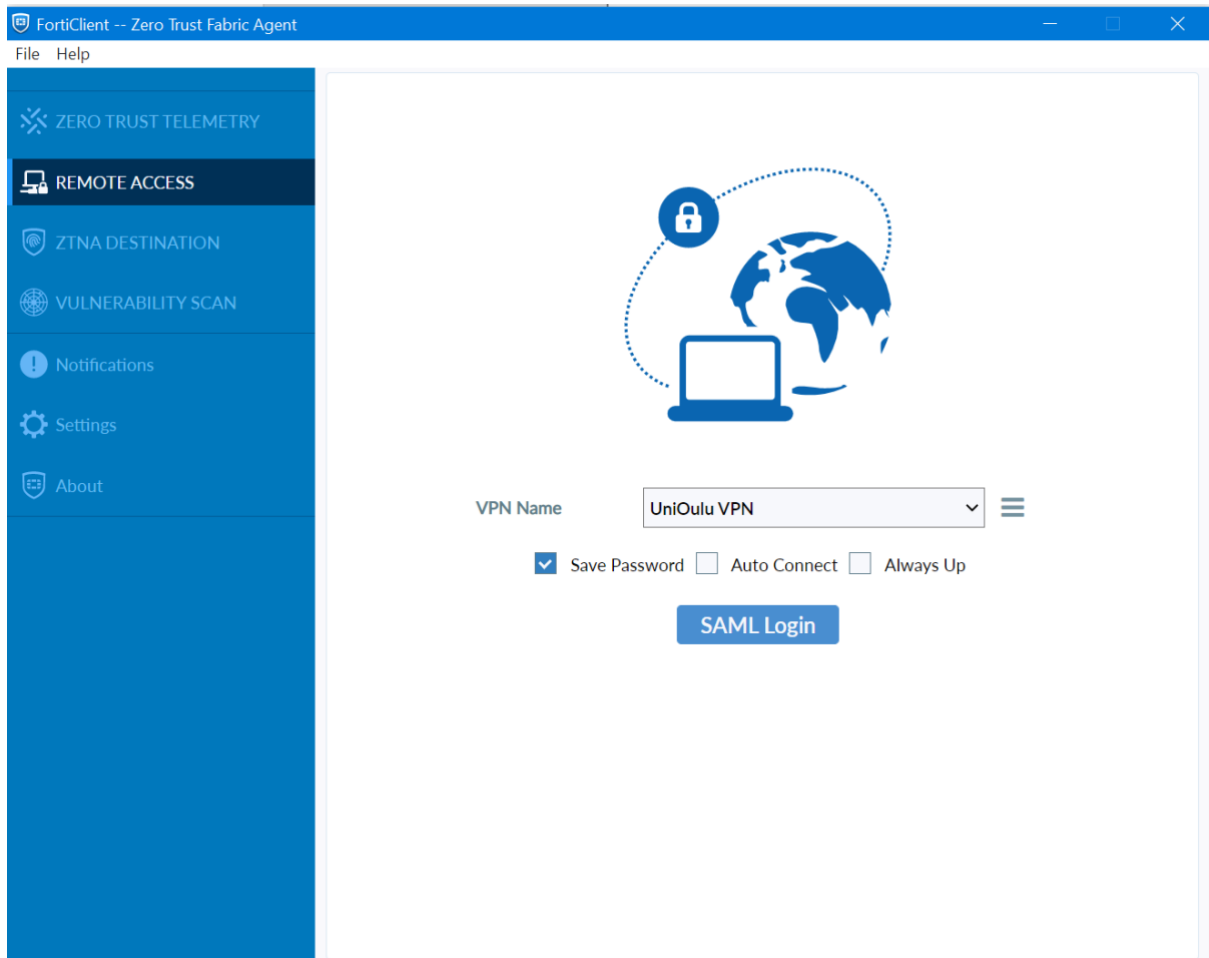 FortiClient -- Zero Trust Fabric Agent
File Help
ZERO TRUST TELEMETRY
REMOTE ACCESS
ZTNA DESTINATION
VULNERABILITY SCAN
Notifications
Settings
About
VPN Name UniOulu VPN
Save Password Auto Connect Always Up
SAML Login